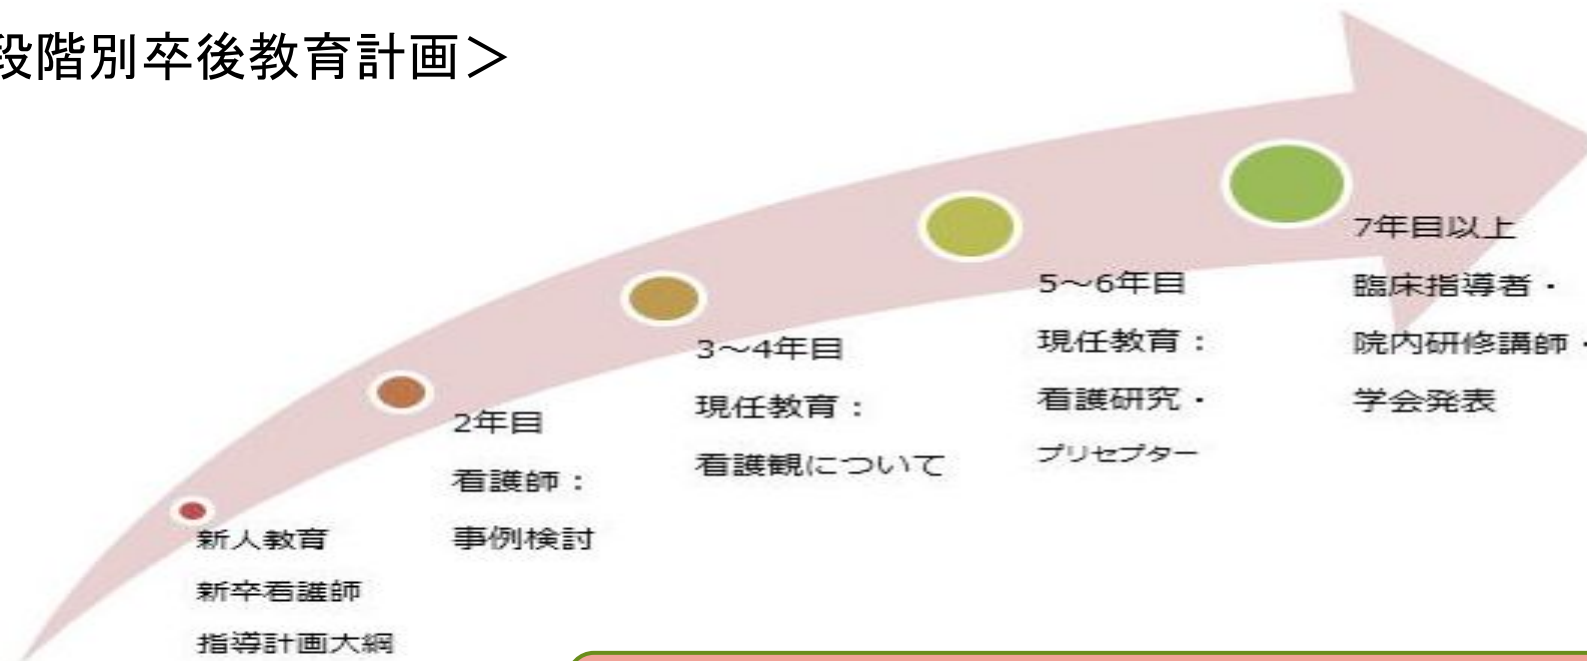 段階別卒後教育計画＞
新人教育
新卒看護師
指導計画大綱
2年目
看護師：
事例検討
3～4年目
現任教育：
看護観について
5～6年目
現任教育：
看護研究・
プリセプター
7年目以上
臨床指導者・
院内研修講師・
学会発表